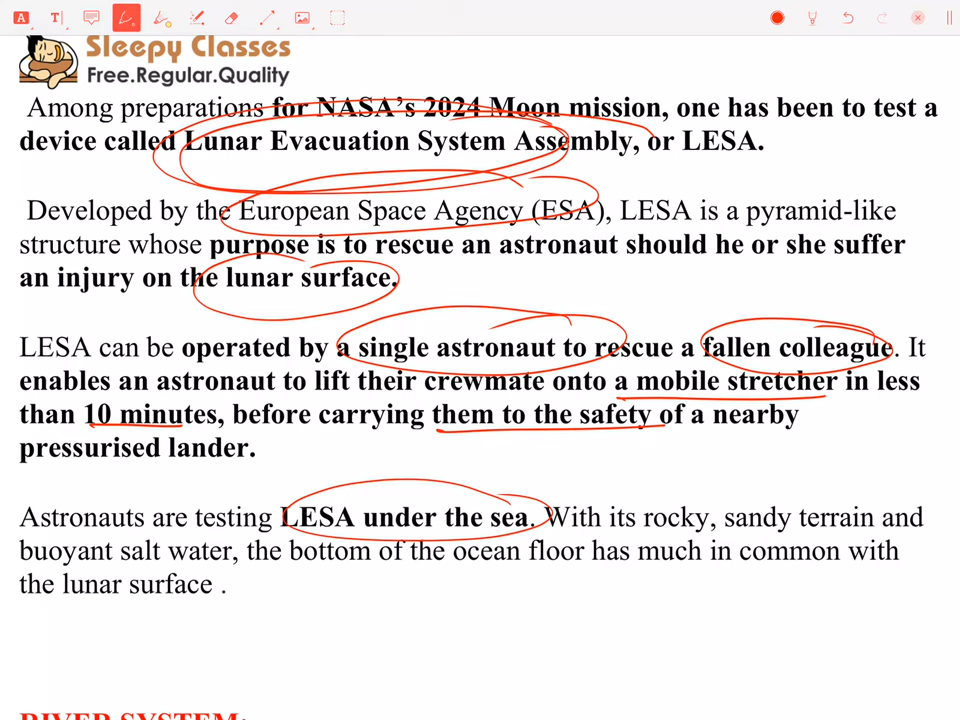 Sleepy Classes
Free.Regular.Quality
Among preparations for NASA's 2024 Moon mission, one has been to test a
device called Lunar Evacuation System Assembly, or LESA.
Developed by the European Space Agency (ESA), LESA is a pyramid-like
structure whose purpose is to rescue an astronaut should he or she suffer
an injury on the lunar surface.
LESA can be operated by a single astronaut to rescue a fallen colleague. It
enables an astronaut to lift their crewmate onto a mobile stretcher in less
than 10 minutes, before carrying them to the safety of a nearby
pressurised lander.
Astronauts are testing LESA under the sea. With its rocky, sandy terrain and
buoyant salt water, the bottom of the ocean floor has much in common with
the lunar surface .
RIVER SYSTEM: